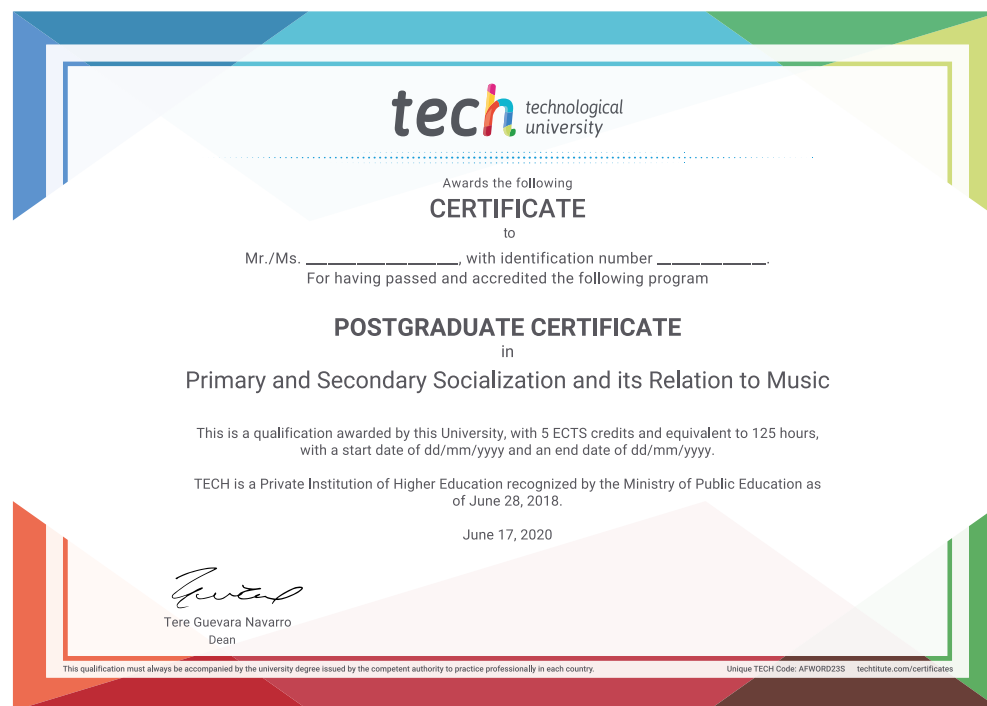 tech technological
university
Awards the following
CERTIFICATE
to
Mr./Ms. ____________________, with identification number ______________.
For having passed and accredited the following program
POSTGRADUATE CERTIFICATE
in
Primary and Secondary Socialization and its Relation to Music
This is a qualification awarded by this University, with 5 ECTS credits and equivalent to 125 hours,
with a start date of dd/mm/yyyy and an end date of dd/mm/yyyy.
TECH is a Private Institution of Higher Education recognized by the Ministry of Public Education as
of June 28, 2018.
June 17, 2020
Tere Guevara Navarro
Dean
This qualification must always be accompanied by the university degree issued by the competent authority to practice professionally in each country. Unique TECH Code: AFWORD23S techtitute.com/certificates